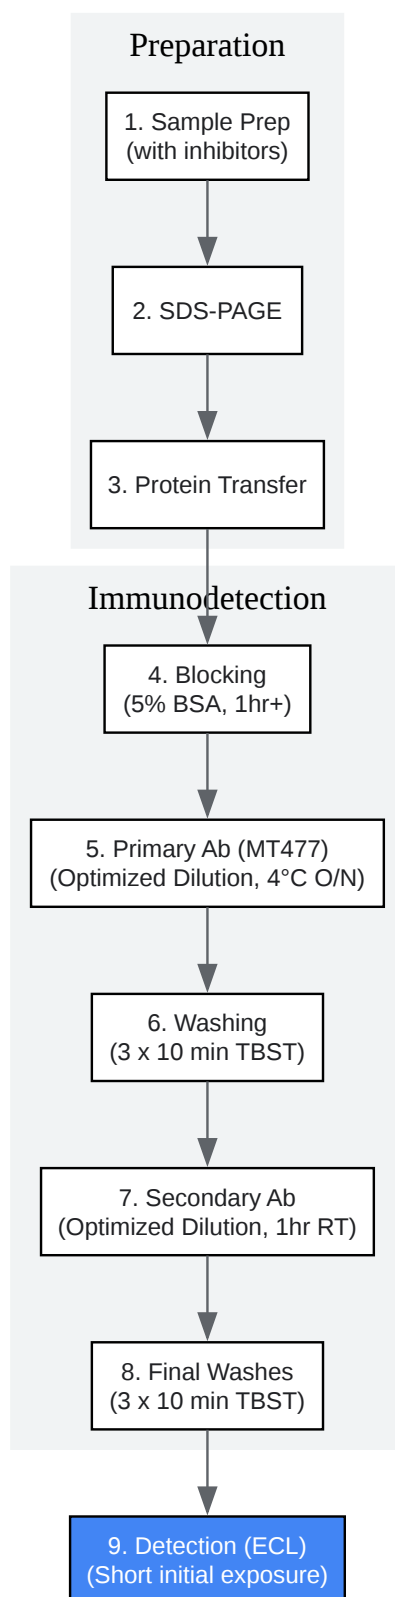 Preparation
1. Sample Prep
(with inhibitors)
2. SDS-PAGE
3. Protein Transfer
Immunodetection
4. Blocking
(5% BSA, 1hr+)
5. Primary Ab (MT477)
(Optimized Dilution, 4°C O/N)
6. Washing
(3 x 10 min TBST)
7. Secondary Ab
(Optimized Dilution, 1hr RT)
8. Final Washes
(3 x 10 min TBST)
9. Detection (ECL)
(Short initial exposure)